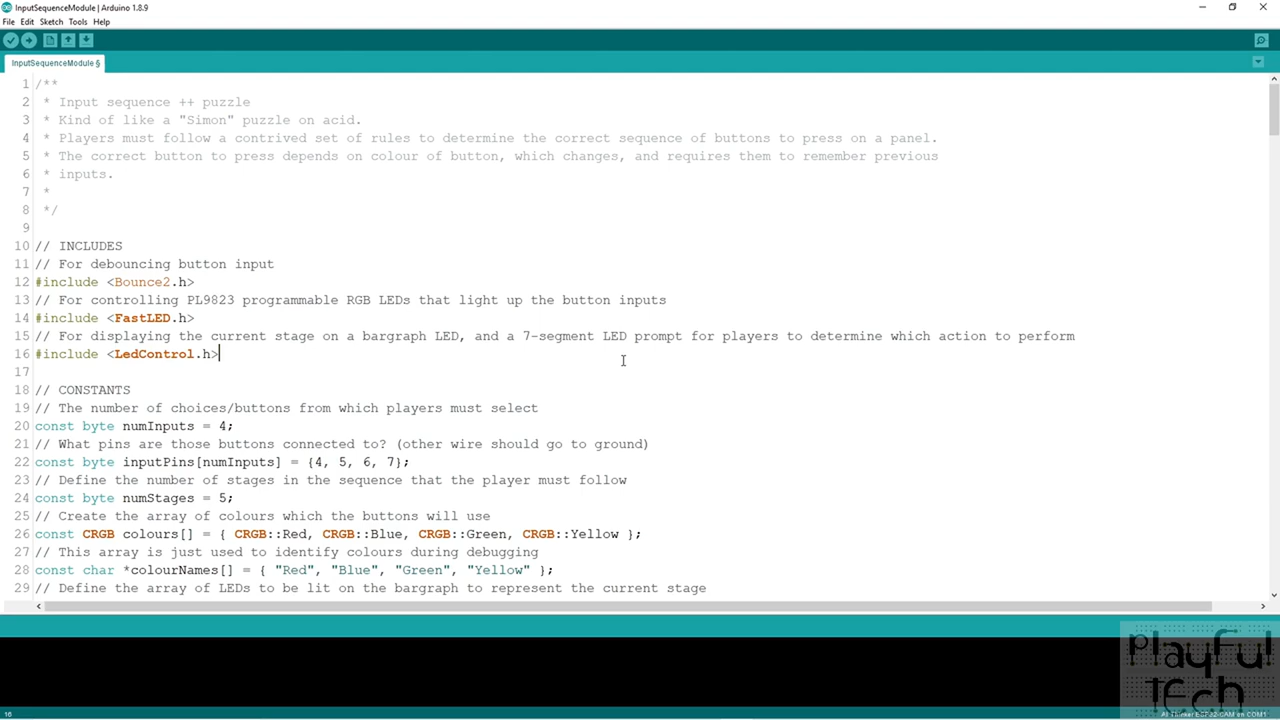 InputSequenceModule | Arduino 1.8.9
File Edit Sketch Tools Help
InputSequenceModule §
1 /**
2 * Input sequence ++ puzzle
3 * Kind of like a "Simon" puzzle on acid.
4 * Players must follow a contrived set of rules to determine the correct sequence of buttons to press on a panel.
5 * The correct button to press depends on colour of button, which changes, and requires them to remember previous
6 * inputs.
7 *
8 */
9
10 // INCLUDES
11 // For debouncing button input
12 #include <Bounce2.h>
13 // For controlling PL9823 programmable RGB LEDs that light up the button inputs
14 #include <FastLED.h>
15 // For displaying the current stage on a bargraph LED, and a 7-segment LED prompt for players to determine which action to perform
16 #include <LedControl.h>
17
18 // CONSTANTS
19 // The number of choices/buttons from which players must select
20 const byte numInputs = 4;
21 // What pins are those buttons connected to? (other wire should go to ground)
22 const byte inputPins[numInputs] = {4, 5, 6, 7};
23 // Define the number of stages in the sequence that the player must follow
24 const byte numStages = 5;
25 // Create the array of colours which the buttons will use
26 const CRGB colours[] = { CRGB::Red, CRGB::Blue, CRGB::Green, CRGB::Yellow };
27 // This array is just used to identify colours during debugging
28 const char *colourNames[] = { "Red", "Blue", "Green", "Yellow" };
29 // Define the array of LEDs to be lit on the bargraph to represent the current stage
PlayFul
TEch
16
AI Thinker ESP32-CAM on COM1